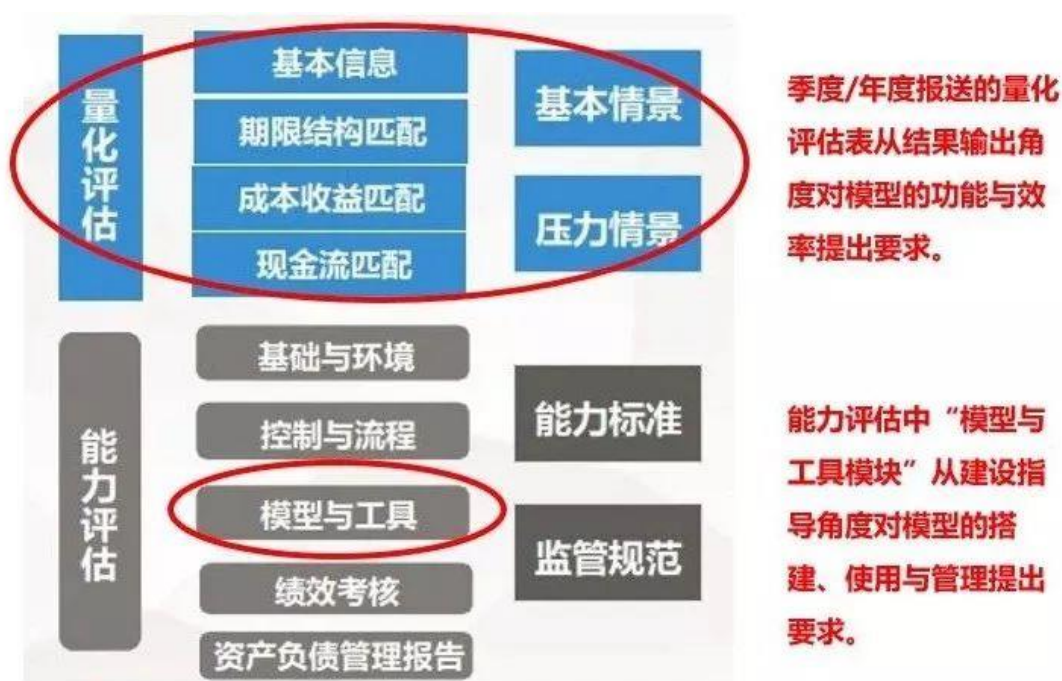 量化评估
基本信息
期限结构匹配
成本收益匹配
现金流匹配
基本情景
压力情景
季度/年度报送的量化
评估表从结果输出角
度对模型的功能与效
率提出要求。
能力评估
基础与环境
控制与流程
模型与工具
绩效考核
资产负债管理报告
能力标准
监管规范
能力评估中“模型与
工具模块”从建设指
导角度对模型的搭
建、使用与管理提出
要求。